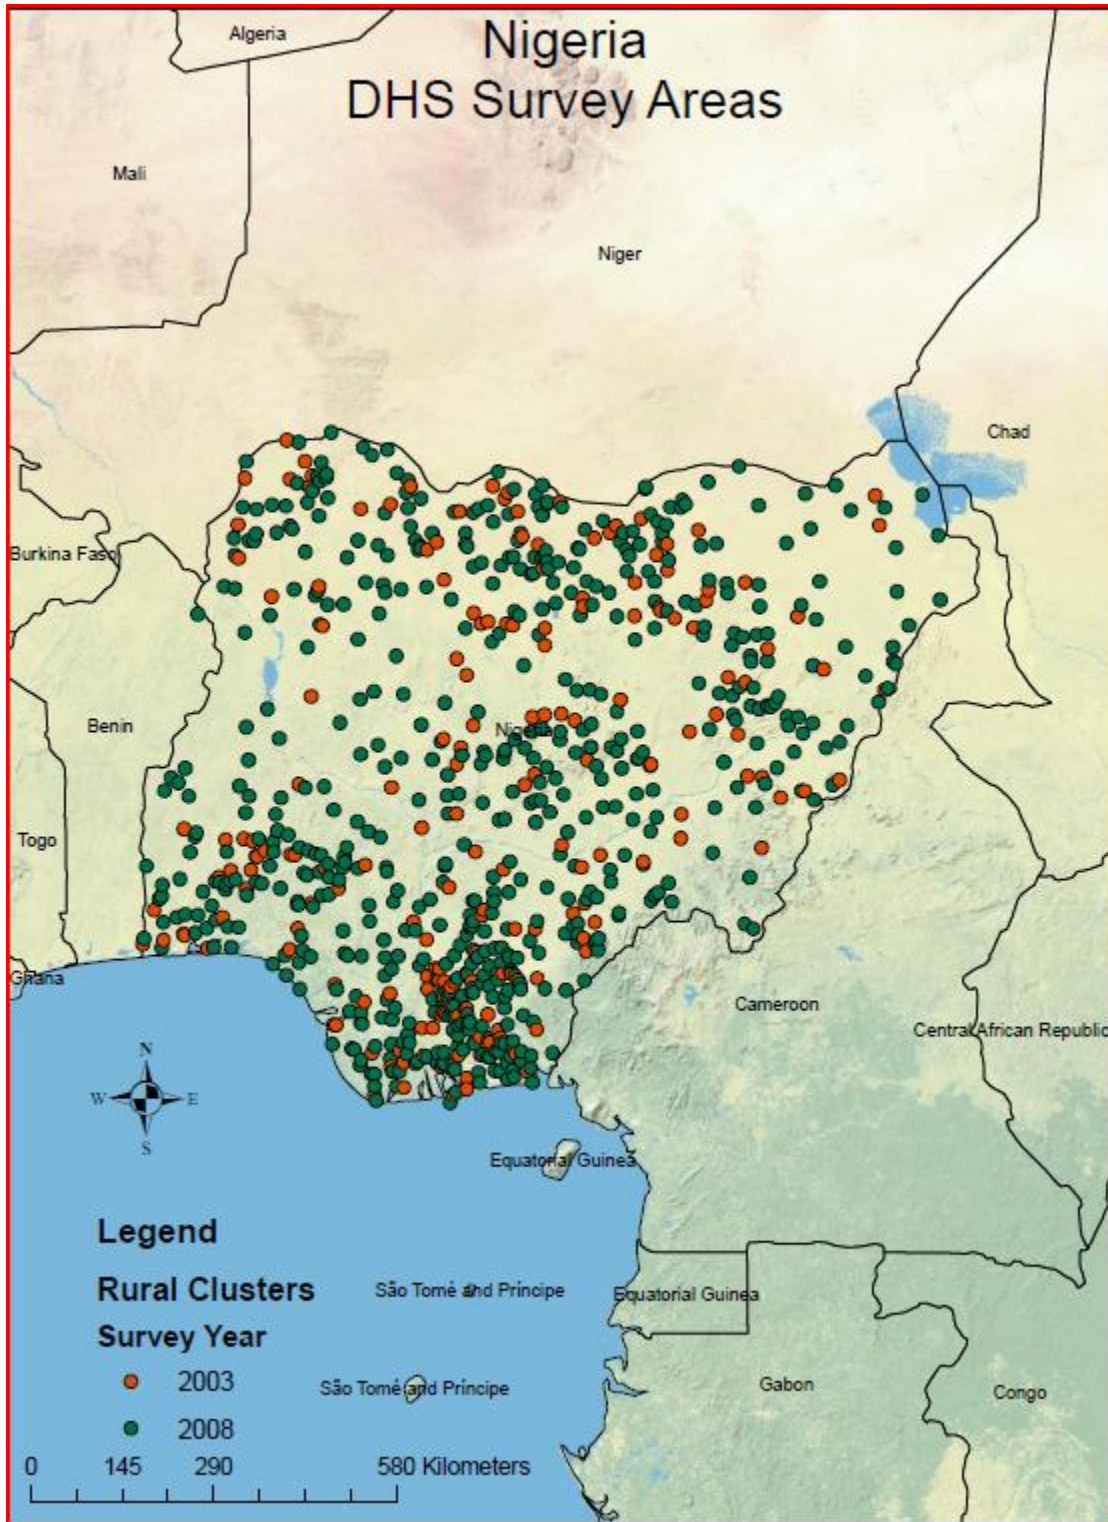 Nigeria
DHS Survey Areas
Algeria
Mali
Niger
Chad
Burkina Faso
Benin
Nigeria
Togo
Ghana
Cameroon
Central African Republic
N
W E
S
Equatorial Guinea
Legend
Rural Clusters
Survey Year
2003
2008
São Tomé and Príncipe
Equatorial Guinea
São Tomé and Príncipe
Gabon
Congo
0 145 290 580 Kilometers